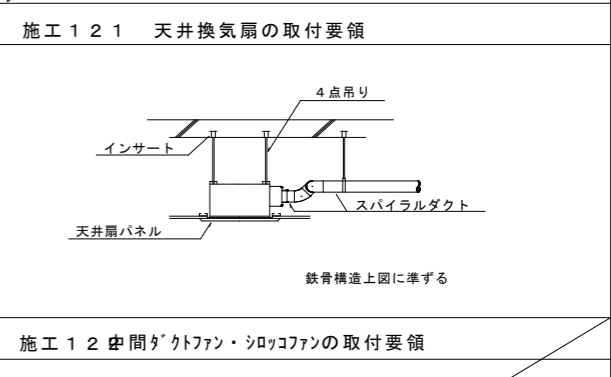 施工１２１　天井換気扇の取付要領
４点吊り
インサート
スパイラルダクト
天井扇パネル
鉄骨構造上図に準ずる
施工１２２中間ﾀﾞｸﾄﾌｧﾝ・ｼﾛｯｺﾌｧﾝの取付要領